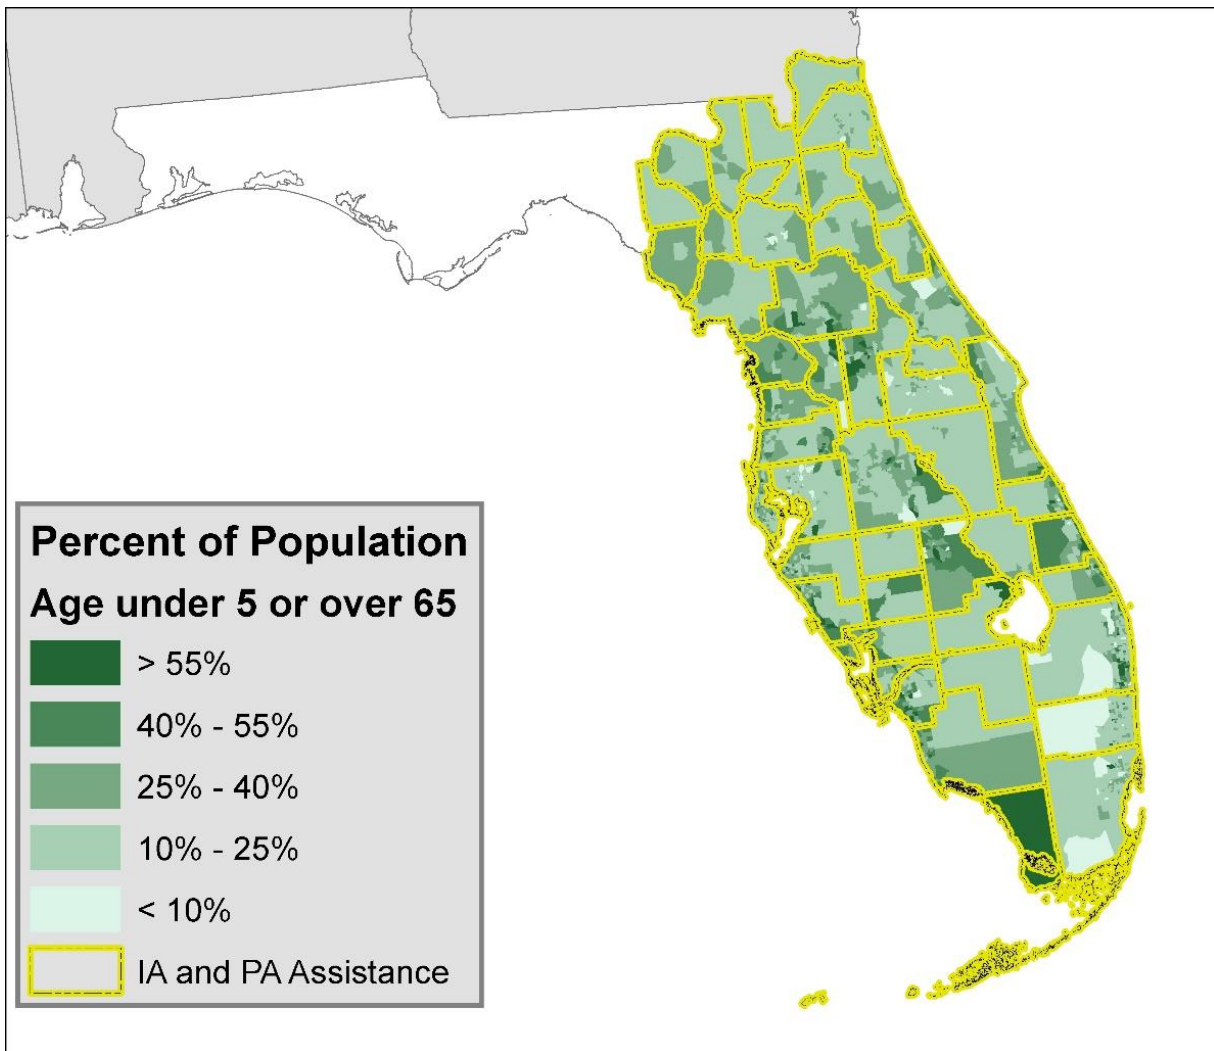 Percent of Population
Age under 5 or over 65
> 55%
40% - 55%
25% - 40%
10% - 25%
< 10%
IA and PA Assistance